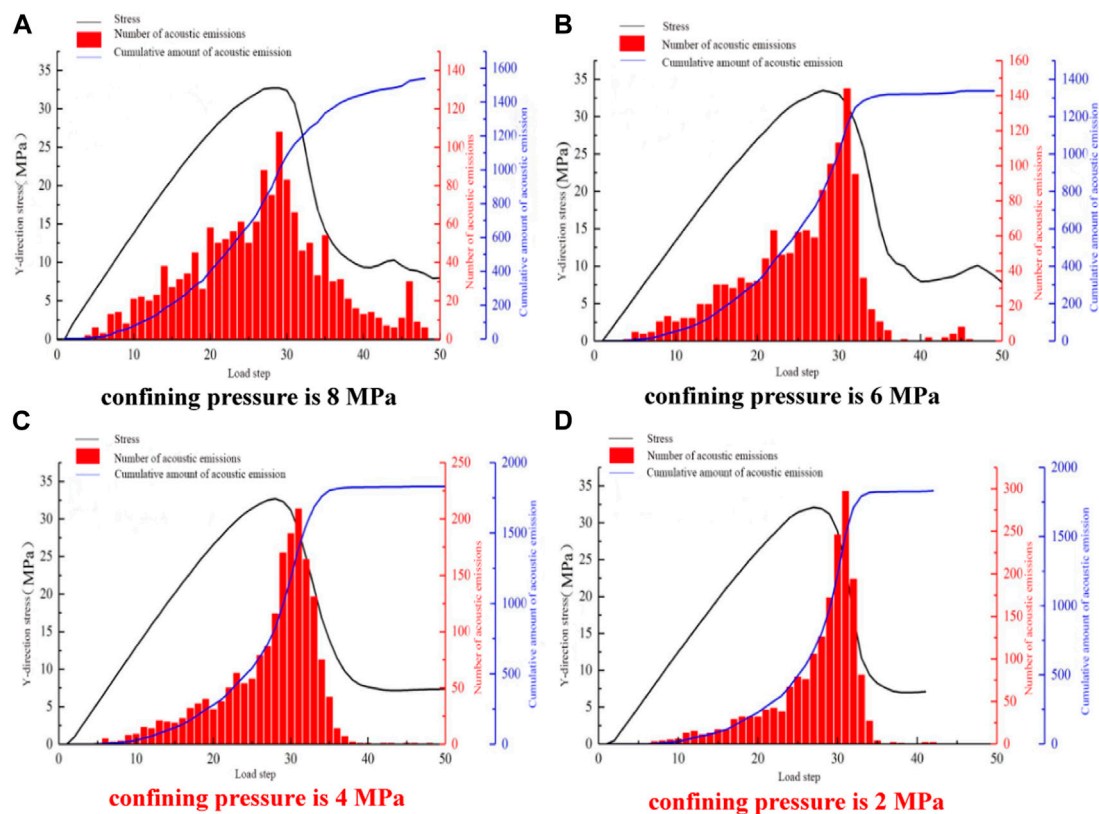 A
Stress
Number of acoustic emissions
Cumulative amount of acoustic emission
35
30
25
20
15
10
5
0
Y-direction stress(MPa)
0 10 20 30 40 50
Load step
140
120
100
80
60
40
20
0
Number of acoustic emissions
1600
1400
1200
1000
800
600
400
200
0
Cumulative amount of acoustic emission
confining pressure is 8 MPa
B
Stress
Number of acoustic emissions
Cumulative amount of acoustic emission
35
30
25
20
15
10
5
0
Y-direction stress(MPa)
0 10 20 30 40 50
Load step
160
140
120
100
80
60
40
20
0
Number of acoustic emissions
1400
1200
1000
800
600
400
200
0
Cumulative amount of acoustic emission
confining pressure is 6 MPa
C
Stress
Number of acoustic emissions
Cumulative amount of acoustic emission
35
30
25
20
15
10
5
0
Y-direction stress(MPa)
0 10 20 30 40 50
Load step
250
200
150
100
50
0
Number of acoustic emissions
2000
1500
1000
500
0
Cumulative amount of acoustic emission
confining pressure is 4 MPa
D
Stress
Number of acoustic emissions
Cumulative amount of acoustic emission
35
30
25
20
15
10
5
0
Y-direction stress(MPa)
0 10 20 30 40 50
Load step
300
250
200
150
100
50
0
Number of acoustic emissions
2000
1500
1000
500
0
Cumulative amount of acoustic emission
confining pressure is 2 MPa